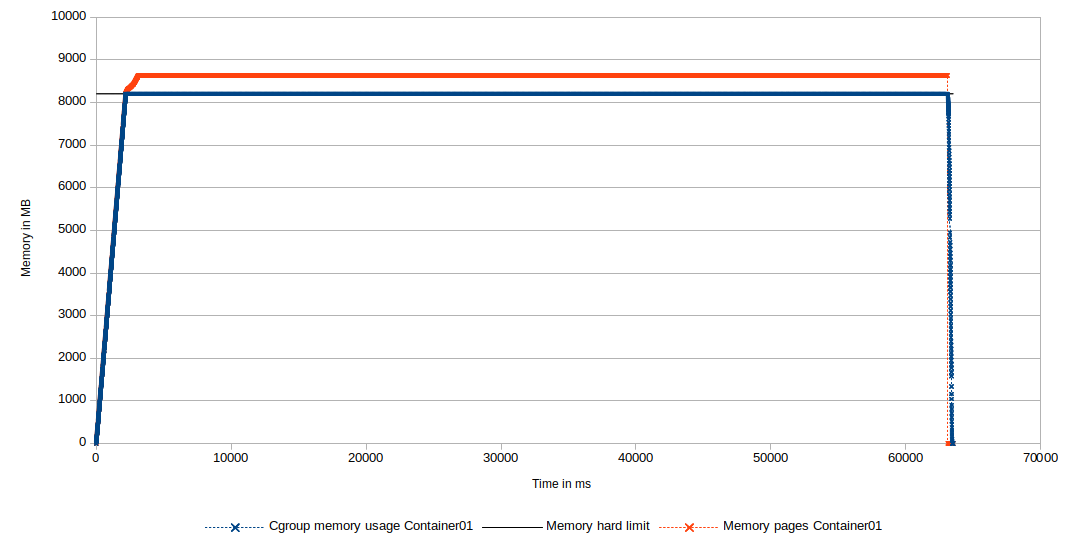 10000
9000
8000
7000
6000
5000
4000
3000
2000
1000
0
Memory in MB
0 10000 20000 30000 40000 50000 60000 70000
Time in ms
Cgroup memory usage Container01 Memory hard limit Memory pages Container01